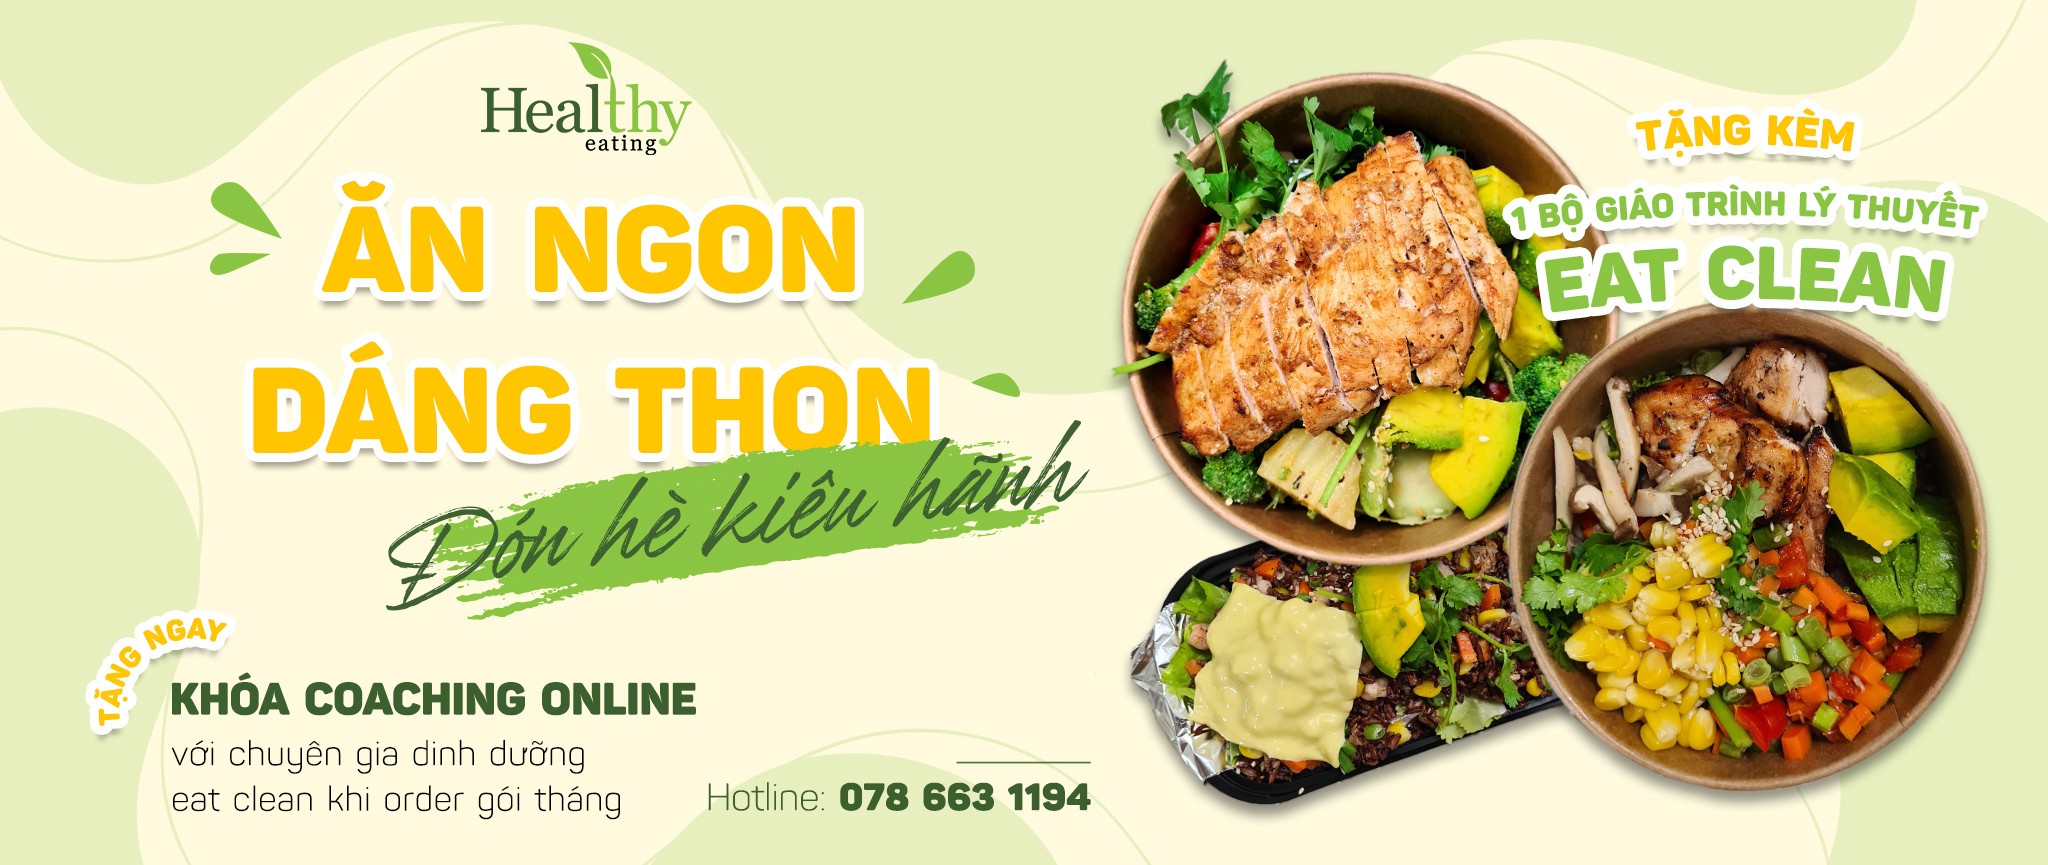 Healthy
eating
ĂN NGON
DÁNG THON
Đón hè kiêu hãnh
TẶNG NGAY
KHÓA COACHING ONLINE
với chuyên gia dinh dưỡng
eat clean khi order gói tháng
Hotline: 078 663 1194
TẶNG KÈM
1 BỘ GIÁO TRÌNH LÝ THUYẾT
EAT CLEAN